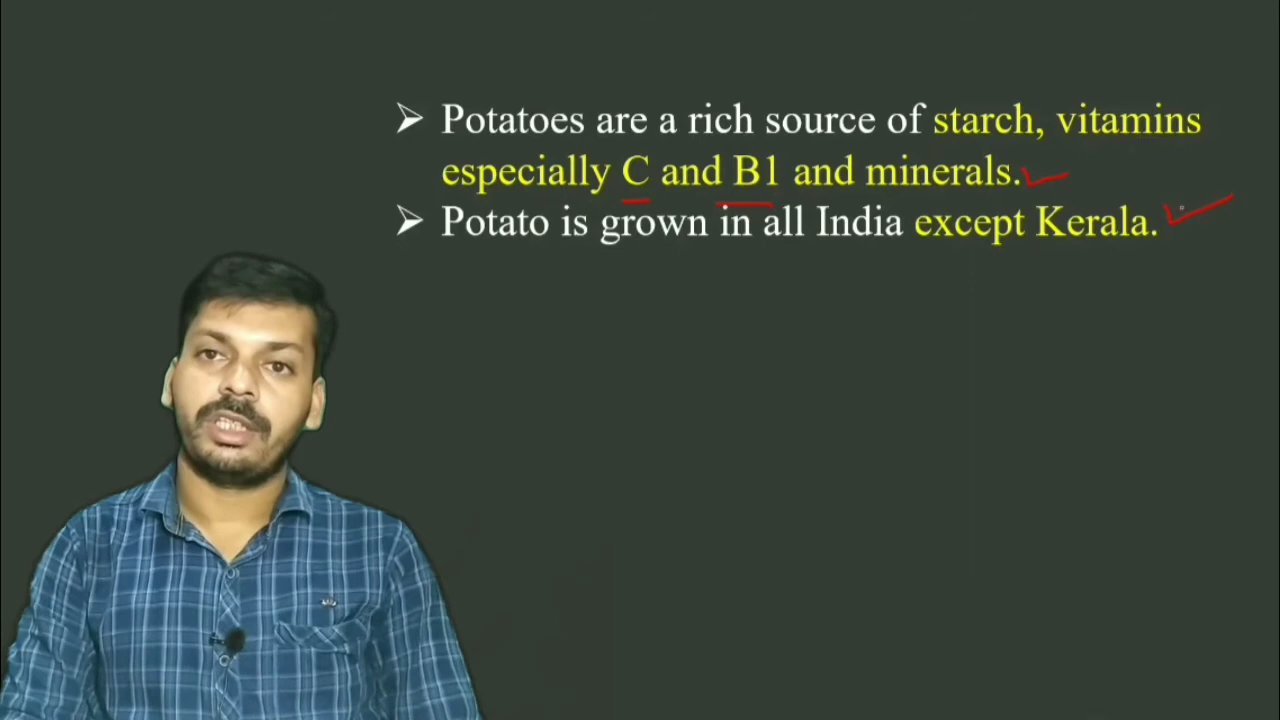 ➢ Potatoes are a rich source of starch, vitamins
especially C and B1 and minerals.
➢ Potato is grown in all India except Kerala.